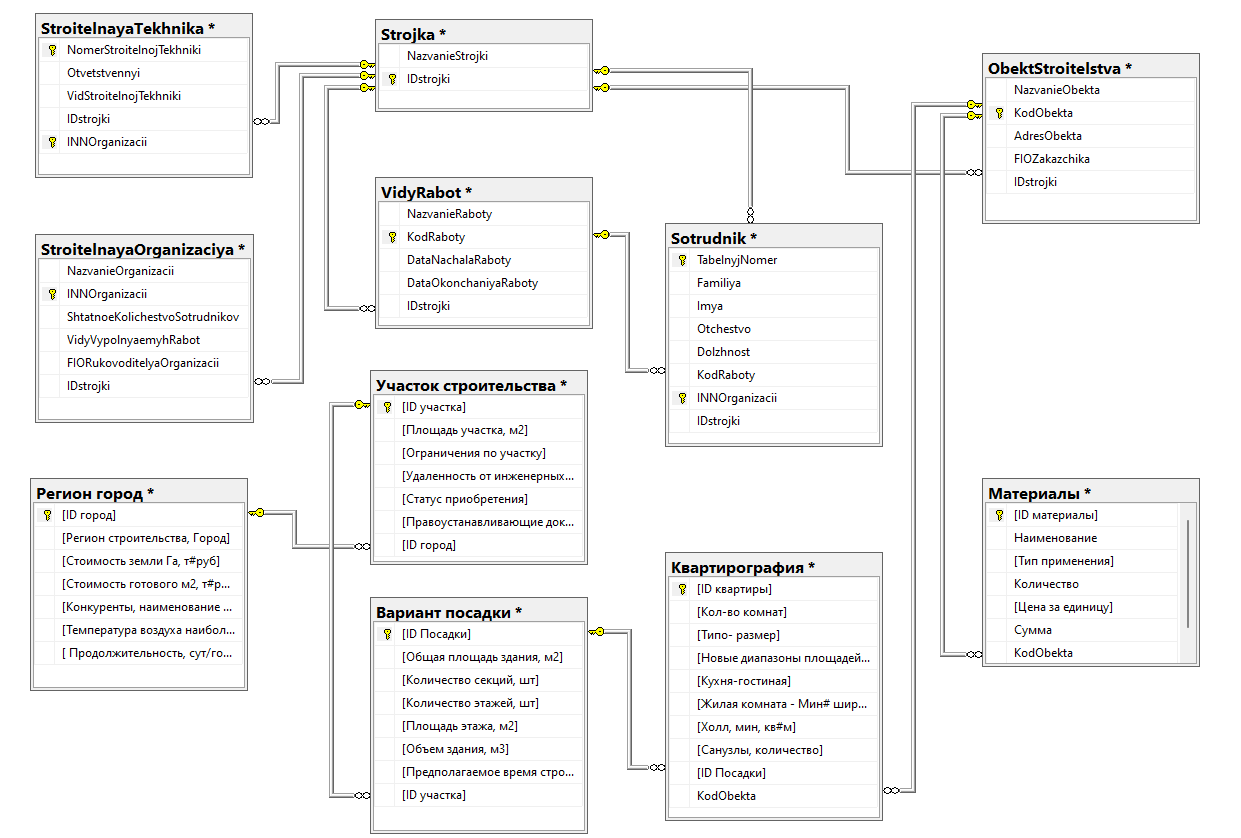 StroitelnayaTekhnika *
NomerStroitelnojTekhniki
Otvetstvennyi
VidStroitelnojTekhniki
IDstrojki
INNOrganizacii
Strojka *
NazvanieStrojki
IDstrojki
ObektStroitelstva *
NazvanieObekta
KodObekta
AdresObekta
FIOZakazchika
IDstrojki
VidyRabot *
NazvanieRaboty
KodRaboty
DataNachalaRaboty
DataOkonchaniyaRaboty
IDstrojki
StroitelnayaOrganizaciya *
NazvanieOrganizacii
INNOrganizacii
ShtatnoeKolichestvoSotrudnikov
VidyVypolnyaemyhRabot
FIORukovoditelyaOrganizacii
IDstrojki
Sotrudnik *
TabelnyjNomer
Familiya
Imya
Otchestvo
Dolzhnost
KodRaboty
INNOrganizacii
IDstrojki
Участок строительства *
[ID участка]
[Площадь участка, м2]
[Ограничения по участку]
[Удаленность от инженерных...
[Статус приобретения]
[Правоустанавливающие док...
[ID город]
Регион город *
[ID город]
[Регион строительства, Город]
[Стоимость земли Га, т#руб]
[Стоимость готового м2, т#р...
[Конкуренты, наименование ...
[Температура воздуха наибол...
[ Продолжительность, сут/го...
Материалы *
[ID материалы]
Наименование
[Тип применения]
Количество
[Цена за единицу]
Сумма
KodObekta
Квартирография *
[ID квартиры]
[Кол-во комнат]
[Типо- размер]
[Новые диапазоны площадей...
[Кухня-гостиная]
[Жилая комната - Мин# шир...
[Холл, мин, кв#м]
[Санузлы, количество]
[ID Посадки]
KodObekta
Вариант посадки *
[ID Посадки]
[Общая площадь здания, м2]
[Количество секций, шт]
[Количество этажей, шт]
[Площадь этажа, м2]
[Объем здания, м3]
[Предполагаемое время стро...
[ID участка]